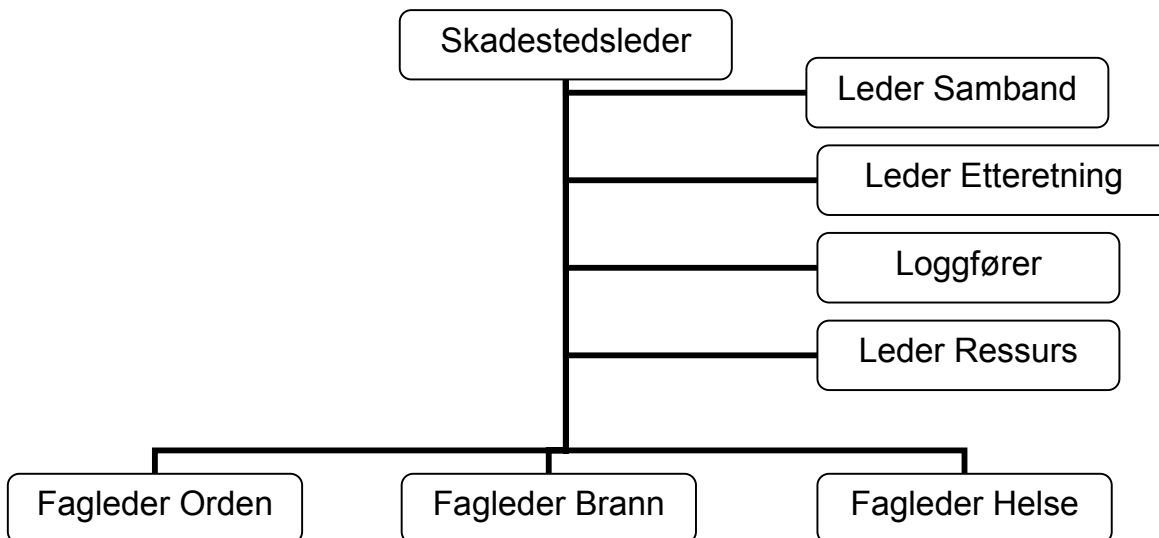 Skadestedsleder
Leder Samband
Leder Etteretning
Loggfører
Leder Ressurs
Fagleder Orden
Fagleder Brann
Fagleder Helse